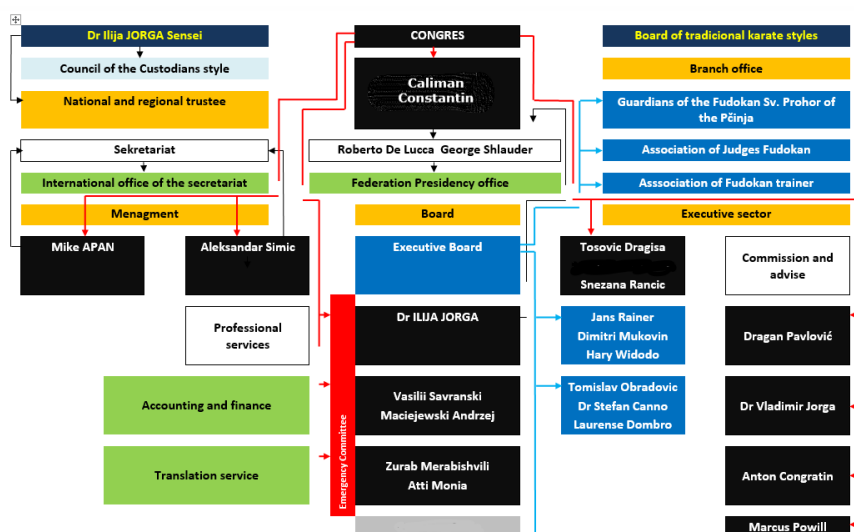 Dr Ilija JORGA Sensei
CONGRES
Board of tradicional karate styles
Council of the Custodians style
Caliman
Constantin
Branch office
National and regional trustee
Guardians of the Fudokan Sv. Prohor of
the Pčinja
Sekretariat
Roberto De Lucca George Shlauder
Association of Judges Fudokan
International office of the secretariat
Federation Presidency office
Asssociation of Fudokan trainer
Menagment
Board
Executive sector
Mike APAN
Aleksandar Simic
Executive Board
Tosovic Dragisa
Snezana Rancic
Commission and
advise
Professional
services
Emergency Committee
Dr ILIJA JORGA
Jans Rainer
Dimitri Mukovin
Hary Widodo
Dragan Pavlović
Accounting and finance
Vasilii Savranski
Maciejewski Andrzej
Tomislav Obradovic
Dr Stefan Canno
Laurense Dombro
Dr Vladimir Jorga
Translation service
Zurab Merabishvili
Atti Monia
Anton Congratin
Marcus Powill